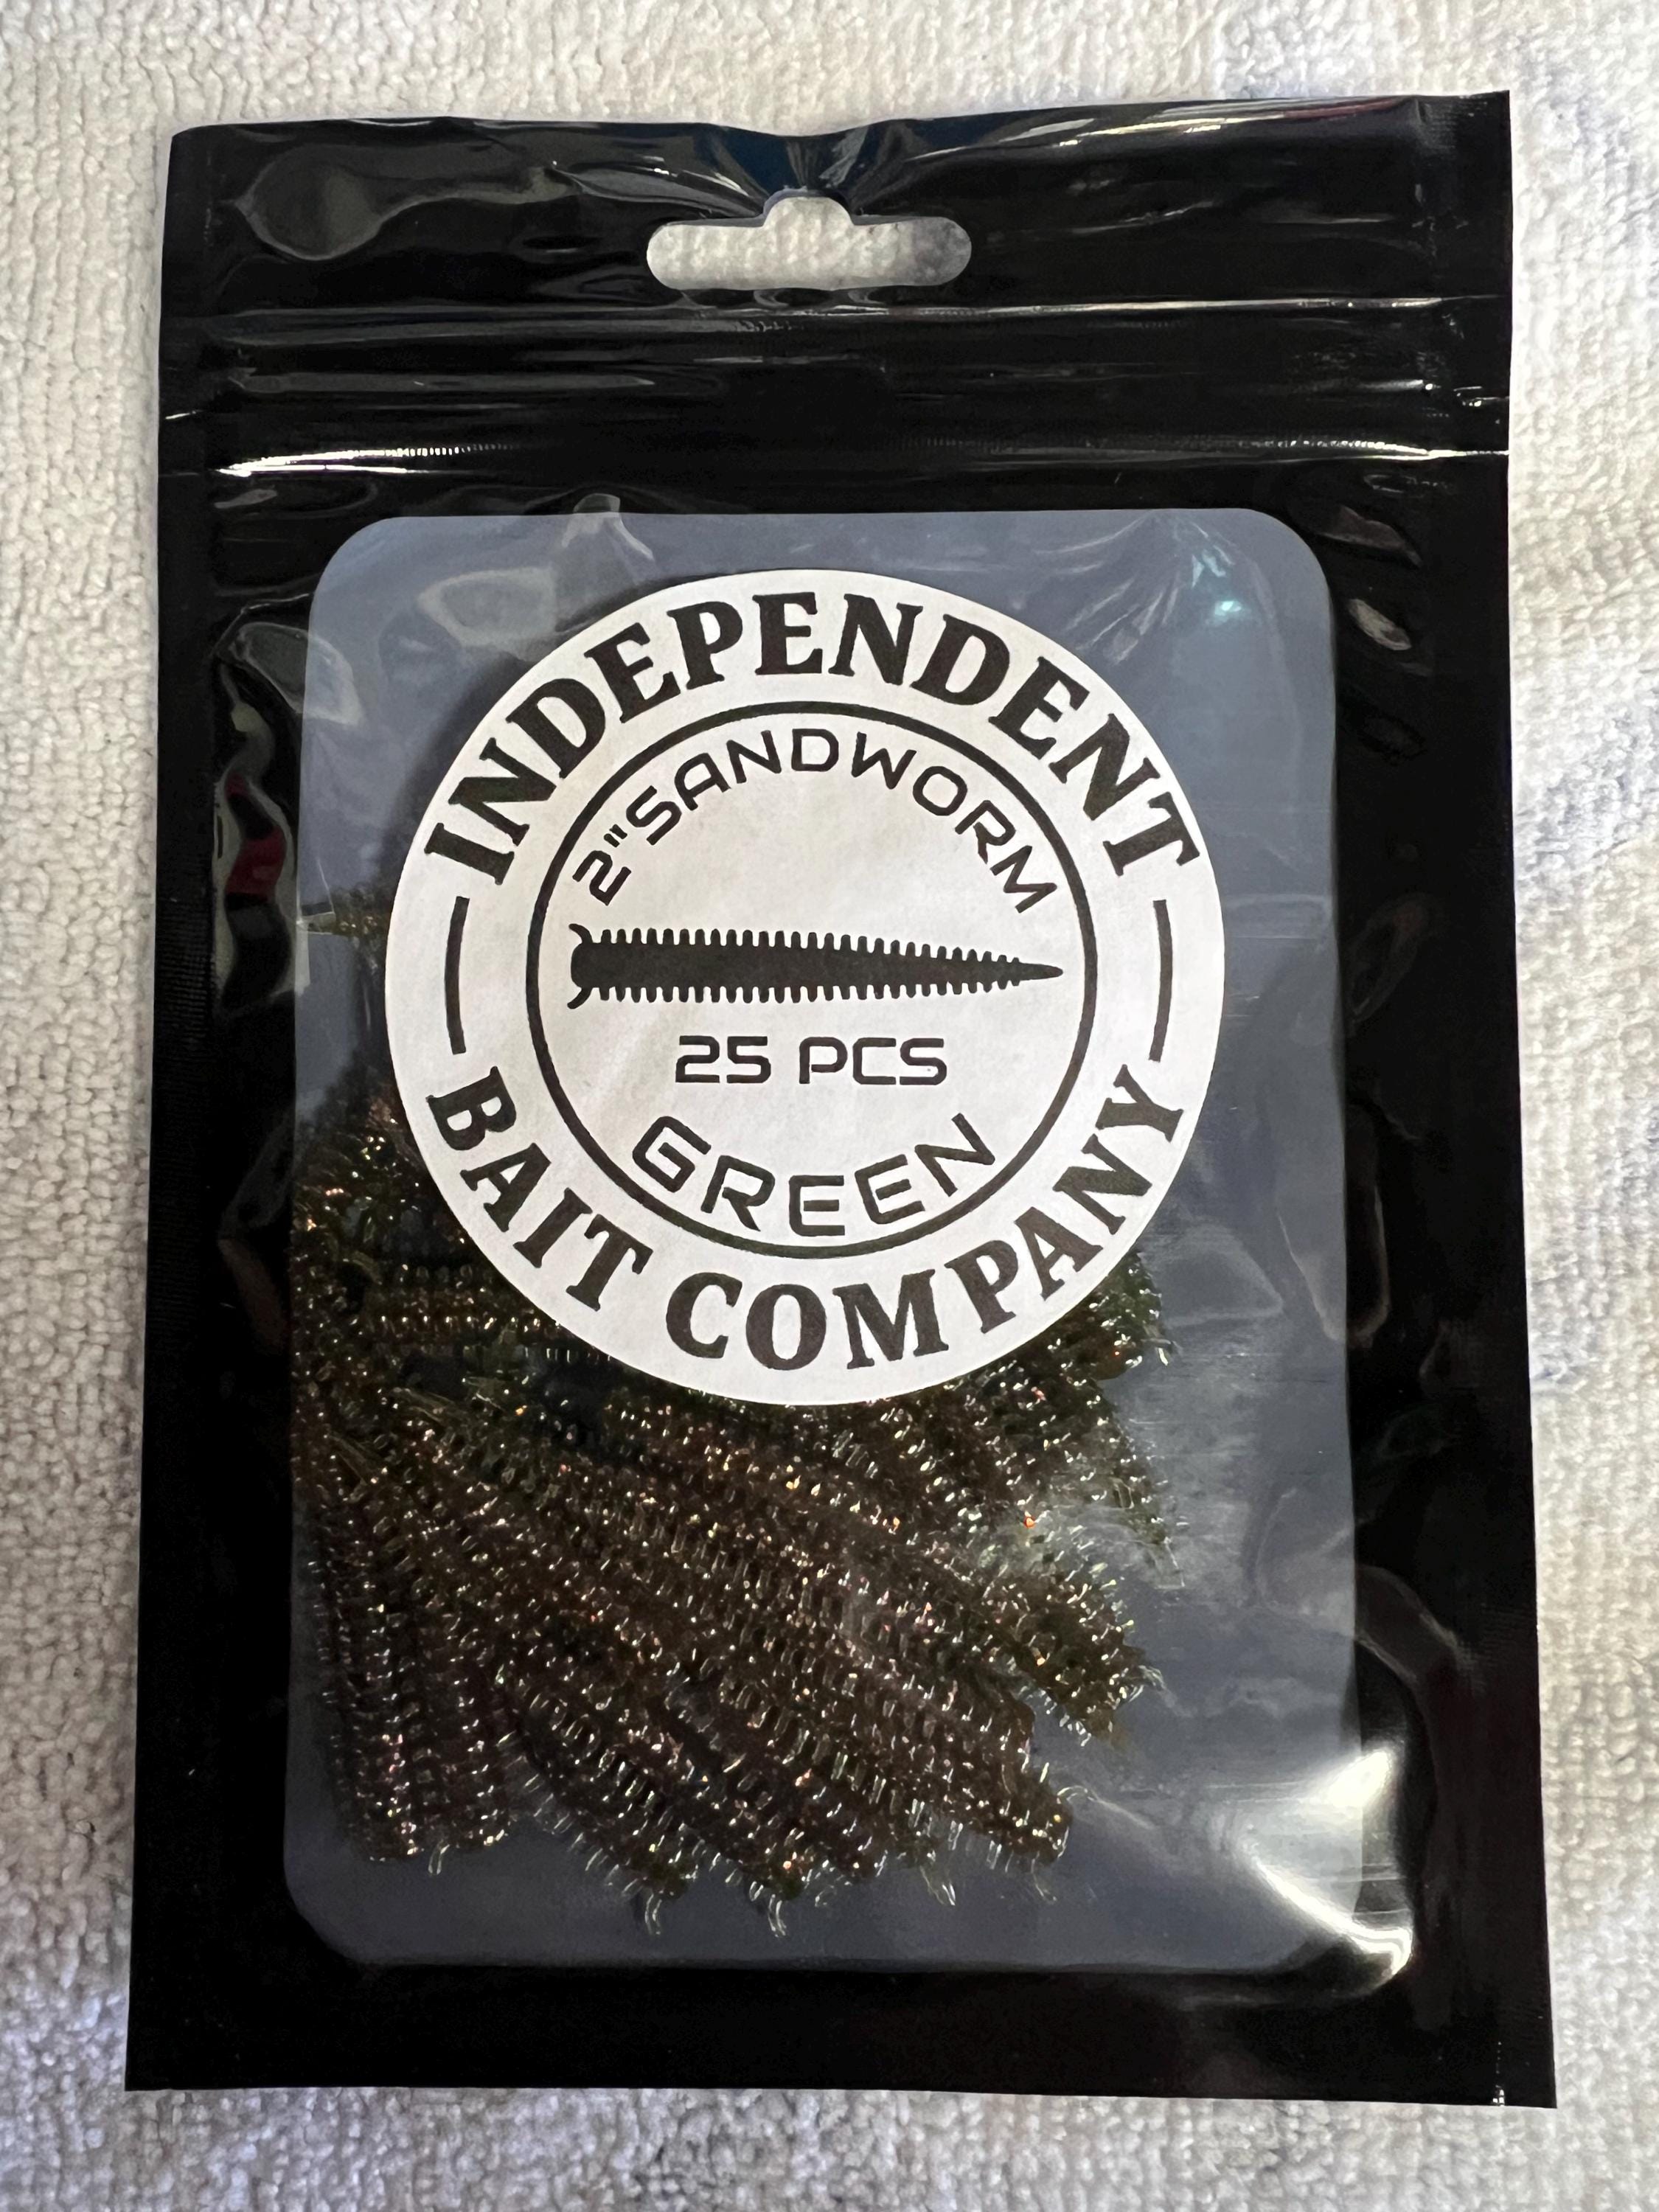 INDEPENDENT
2"SANDWORM
25 PCS
GREEN
BAIT COMPANY